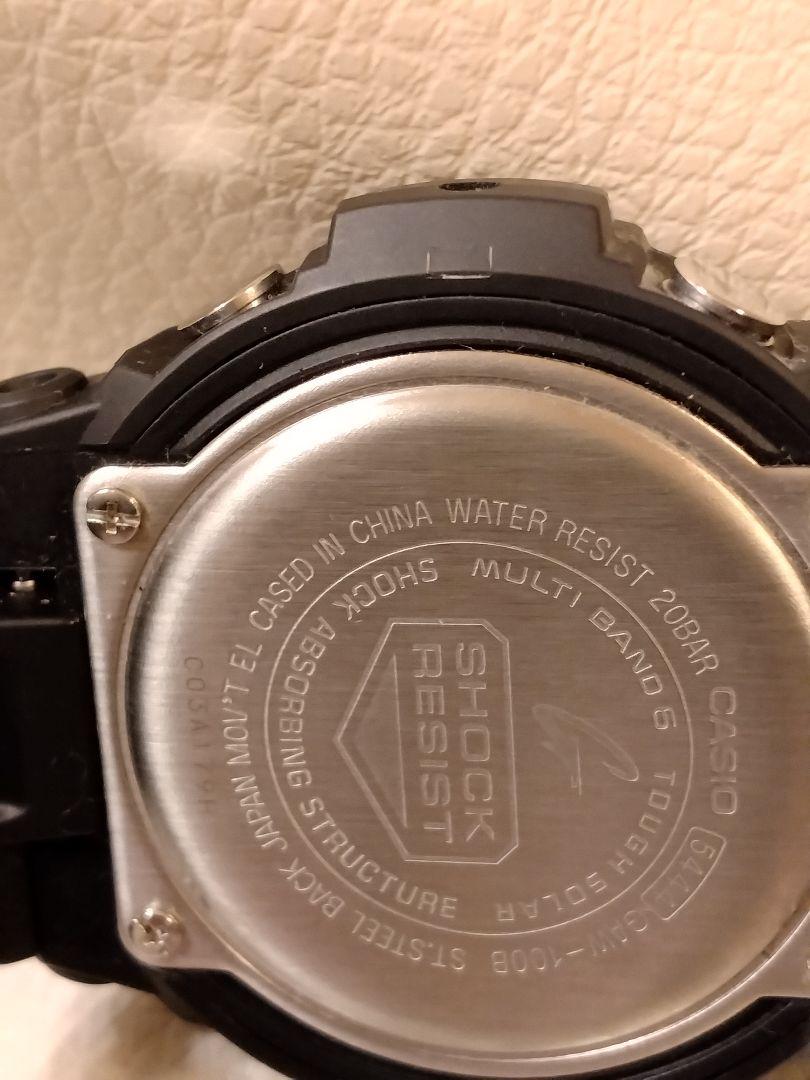 CASIO
5444 GAW-100B
ST.STEEL BACK JAPAN MOV'T EL CASED IN CHINA WATER RESIST 20BAR
SHOCK ABSORBING STRUCTURE
MULTI BAND 6
TOUGH SOLAR
G
SHOCK
RESIST